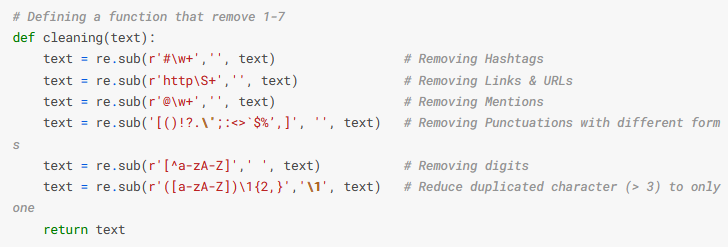 # Defining a function that remove 1-7
def cleaning(text):
    text = re.sub(r'#\w+','', text)                 # Removing Hashtags
    text = re.sub(r'http\S+','', text)              # Removing Links & URLs
    text = re.sub(r'@\w+','', text)                 # Removing Mentions
    text = re.sub('[()!?.\';:<>`$%',]', '', text)   # Removing Punctuations with different form
s
    text = re.sub(r'[^a-zA-Z]',' ', text)           # Removing digits
    text = re.sub(r'([a-zA-Z])\1{2,}','\1', text)   # Reduce duplicated character (> 3) to only
one
    return text